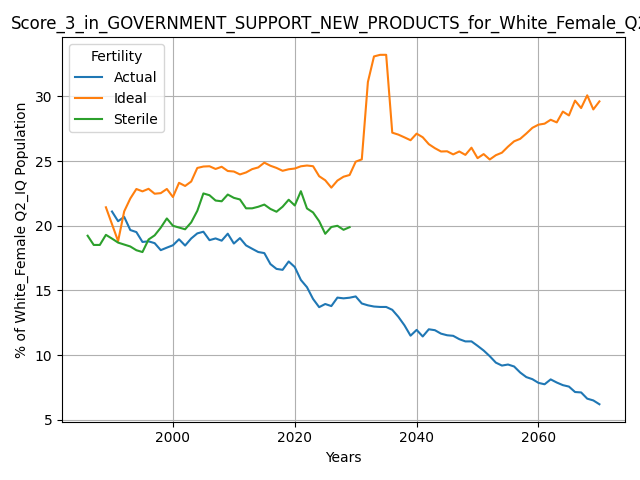 Score_3_in_GOVERNMENT_SUPPORT_NEW_PRODUCTS_for_White_Female_Q2
Fertility
Actual
Ideal
Sterile
% of White_Female Q2_IQ Population
30
25
20
15
10
5
2000
2020
2040
2060
Years